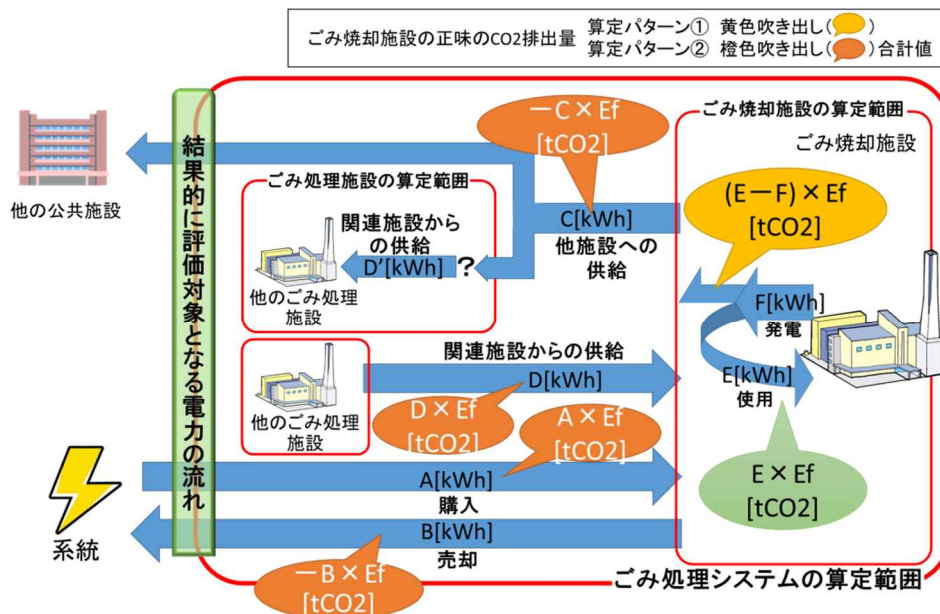 ごみ焼却施設の正味のCO2排出量
算定パターン① 黄色吹き出し( )
算定パターン② 橙色吹き出し( )合計値
結果的に評価対象となる電力の流れ
他の公共施設
－C×Ef
[tCO2]
ごみ焼却施設の算定範囲
ごみ焼却施設
ごみ処理施設の算定範囲
関連施設から
の供給
D'[kWh]
?
他のごみ処理
施設
C[kWh]
他施設への
供給
(E－F)×Ef
[tCO2]
F[kWh]
発電
E[kWh]
使用
関連施設からの供給
D[kWh]
他のごみ処理
施設
D×Ef
[tCO2]
A×Ef
[tCO2]
E×Ef
[tCO2]
A[kWh]
購入
系統
B[kWh]
売却
－B×Ef
[tCO2]
ごみ処理システムの算定範囲